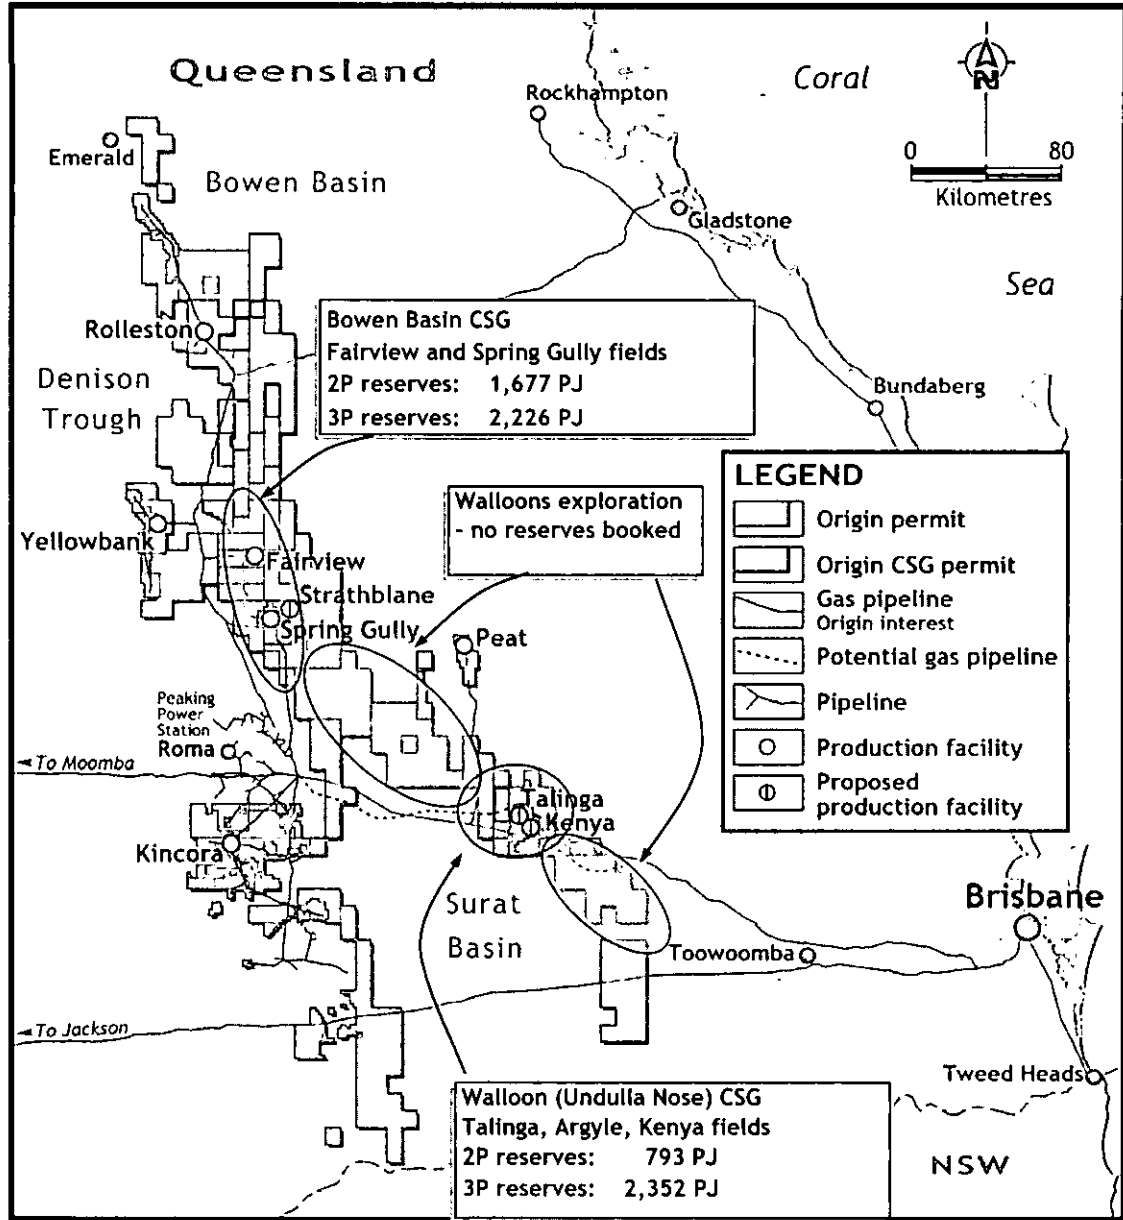 Queensland
Coral
Rockhampton
N
Emerald
Bowen Basin
0 80
Kilometres
Gladstone
Sea
Bowen Basin CSG
Fairview and Spring Gully fields
2P reserves: 1,677 PJ
3P reserves: 2,226 PJ
Rolleston
Denison
Trough
Bundaberg
LEGEND
Origin permit
Origin CSG permit
Gas pipeline
Origin interest
Potential gas pipeline
Pipeline
Production facility
Proposed
production facility
Walloons exploration
- no reserves booked
Yellowbank
Fairview
Strathblane
Spring Gully
Peat
Peaking
Power
Station
Roma
To Moomba
Talinga
Kenya
Kincora
Surat
Basin
Brisbane
Toowoomba
To Jackson
Tweed Heads
Walloon (Undulla Nose) CSG
Talinga, Argyle, Kenya fields
2P reserves: 793 PJ
3P reserves: 2,352 PJ
NSW